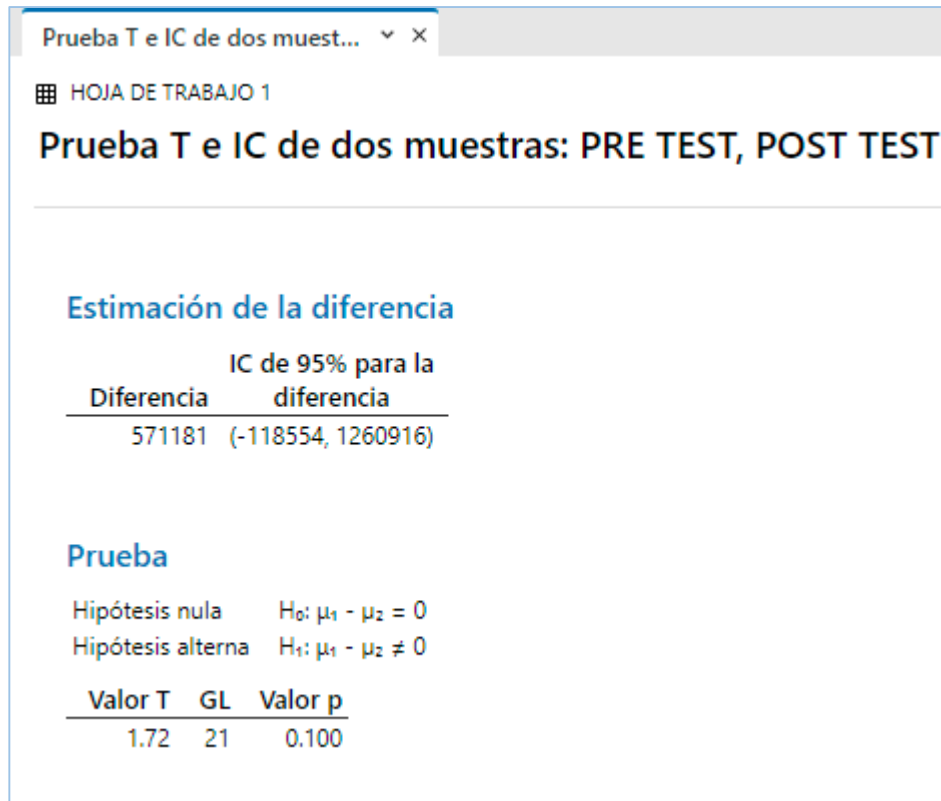 Prueba T e IC de dos muest...
HOJA DE TRABAJO 1
Prueba T e IC de dos muestras: PRE TEST, POST TEST
Estimación de la diferencia
IC de 95% para la
Diferencia diferencia
571181 (-118554, 1260916)
Prueba
Hipótesis nula H₀: μ₁ - μ₂ = 0
Hipótesis alterna H₁: μ₁ - μ₂ ≠ 0
Valor T GL Valor p
1.72 21 0.100